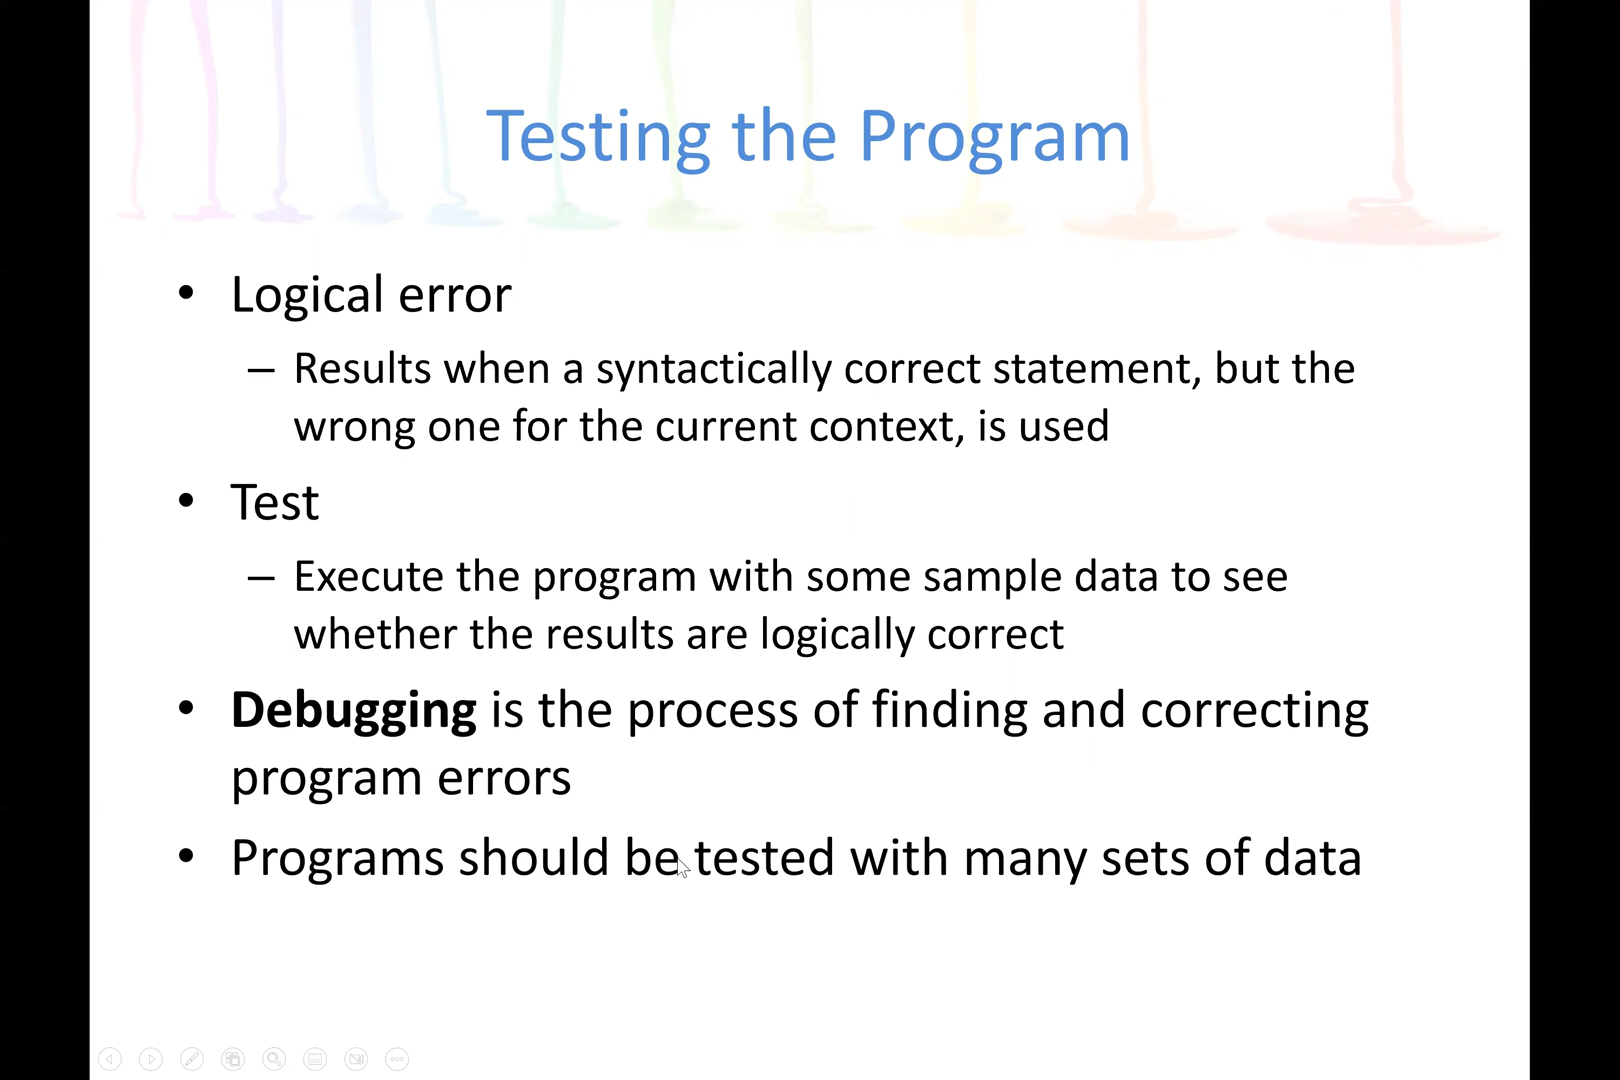 Testing the Program
• Logical error
– Results when a syntactically correct statement, but the
wrong one for the current context, is used
• Test
– Execute the program with some sample data to see
whether the results are logically correct
• Debugging is the process of finding and correcting
program errors
• Programs should be tested with many sets of data